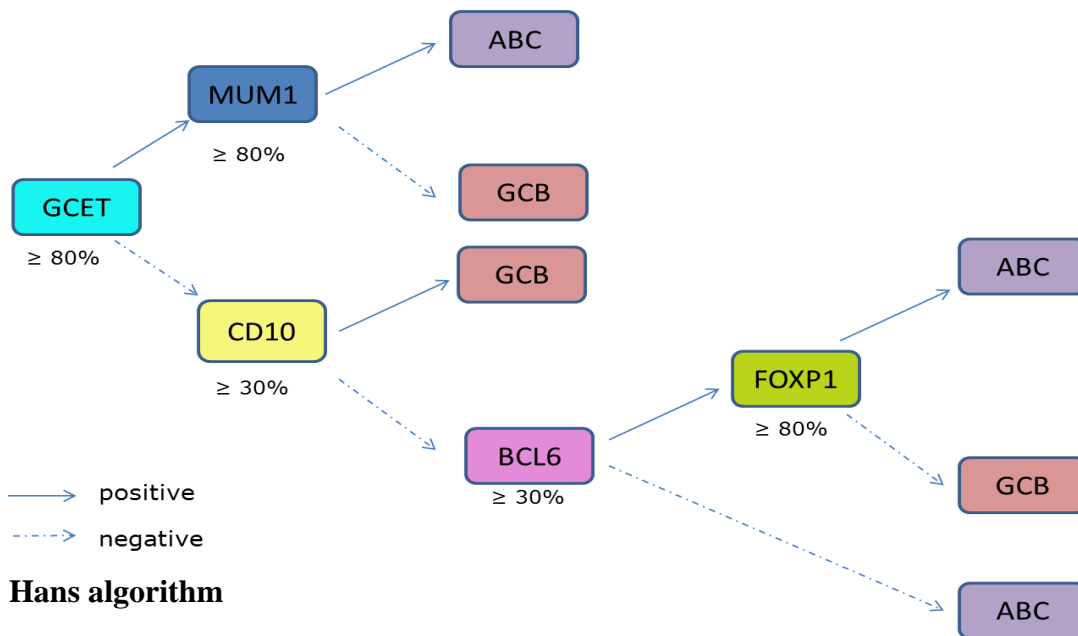 ABC
MUM1
≥ 80%
GCET
≥ 80%
GCB
GCB
CD10
≥ 30%
ABC
FOXP1
≥ 80%
BCL6
≥ 30%
GCB
ABC
positive
negative
Hans algorithm